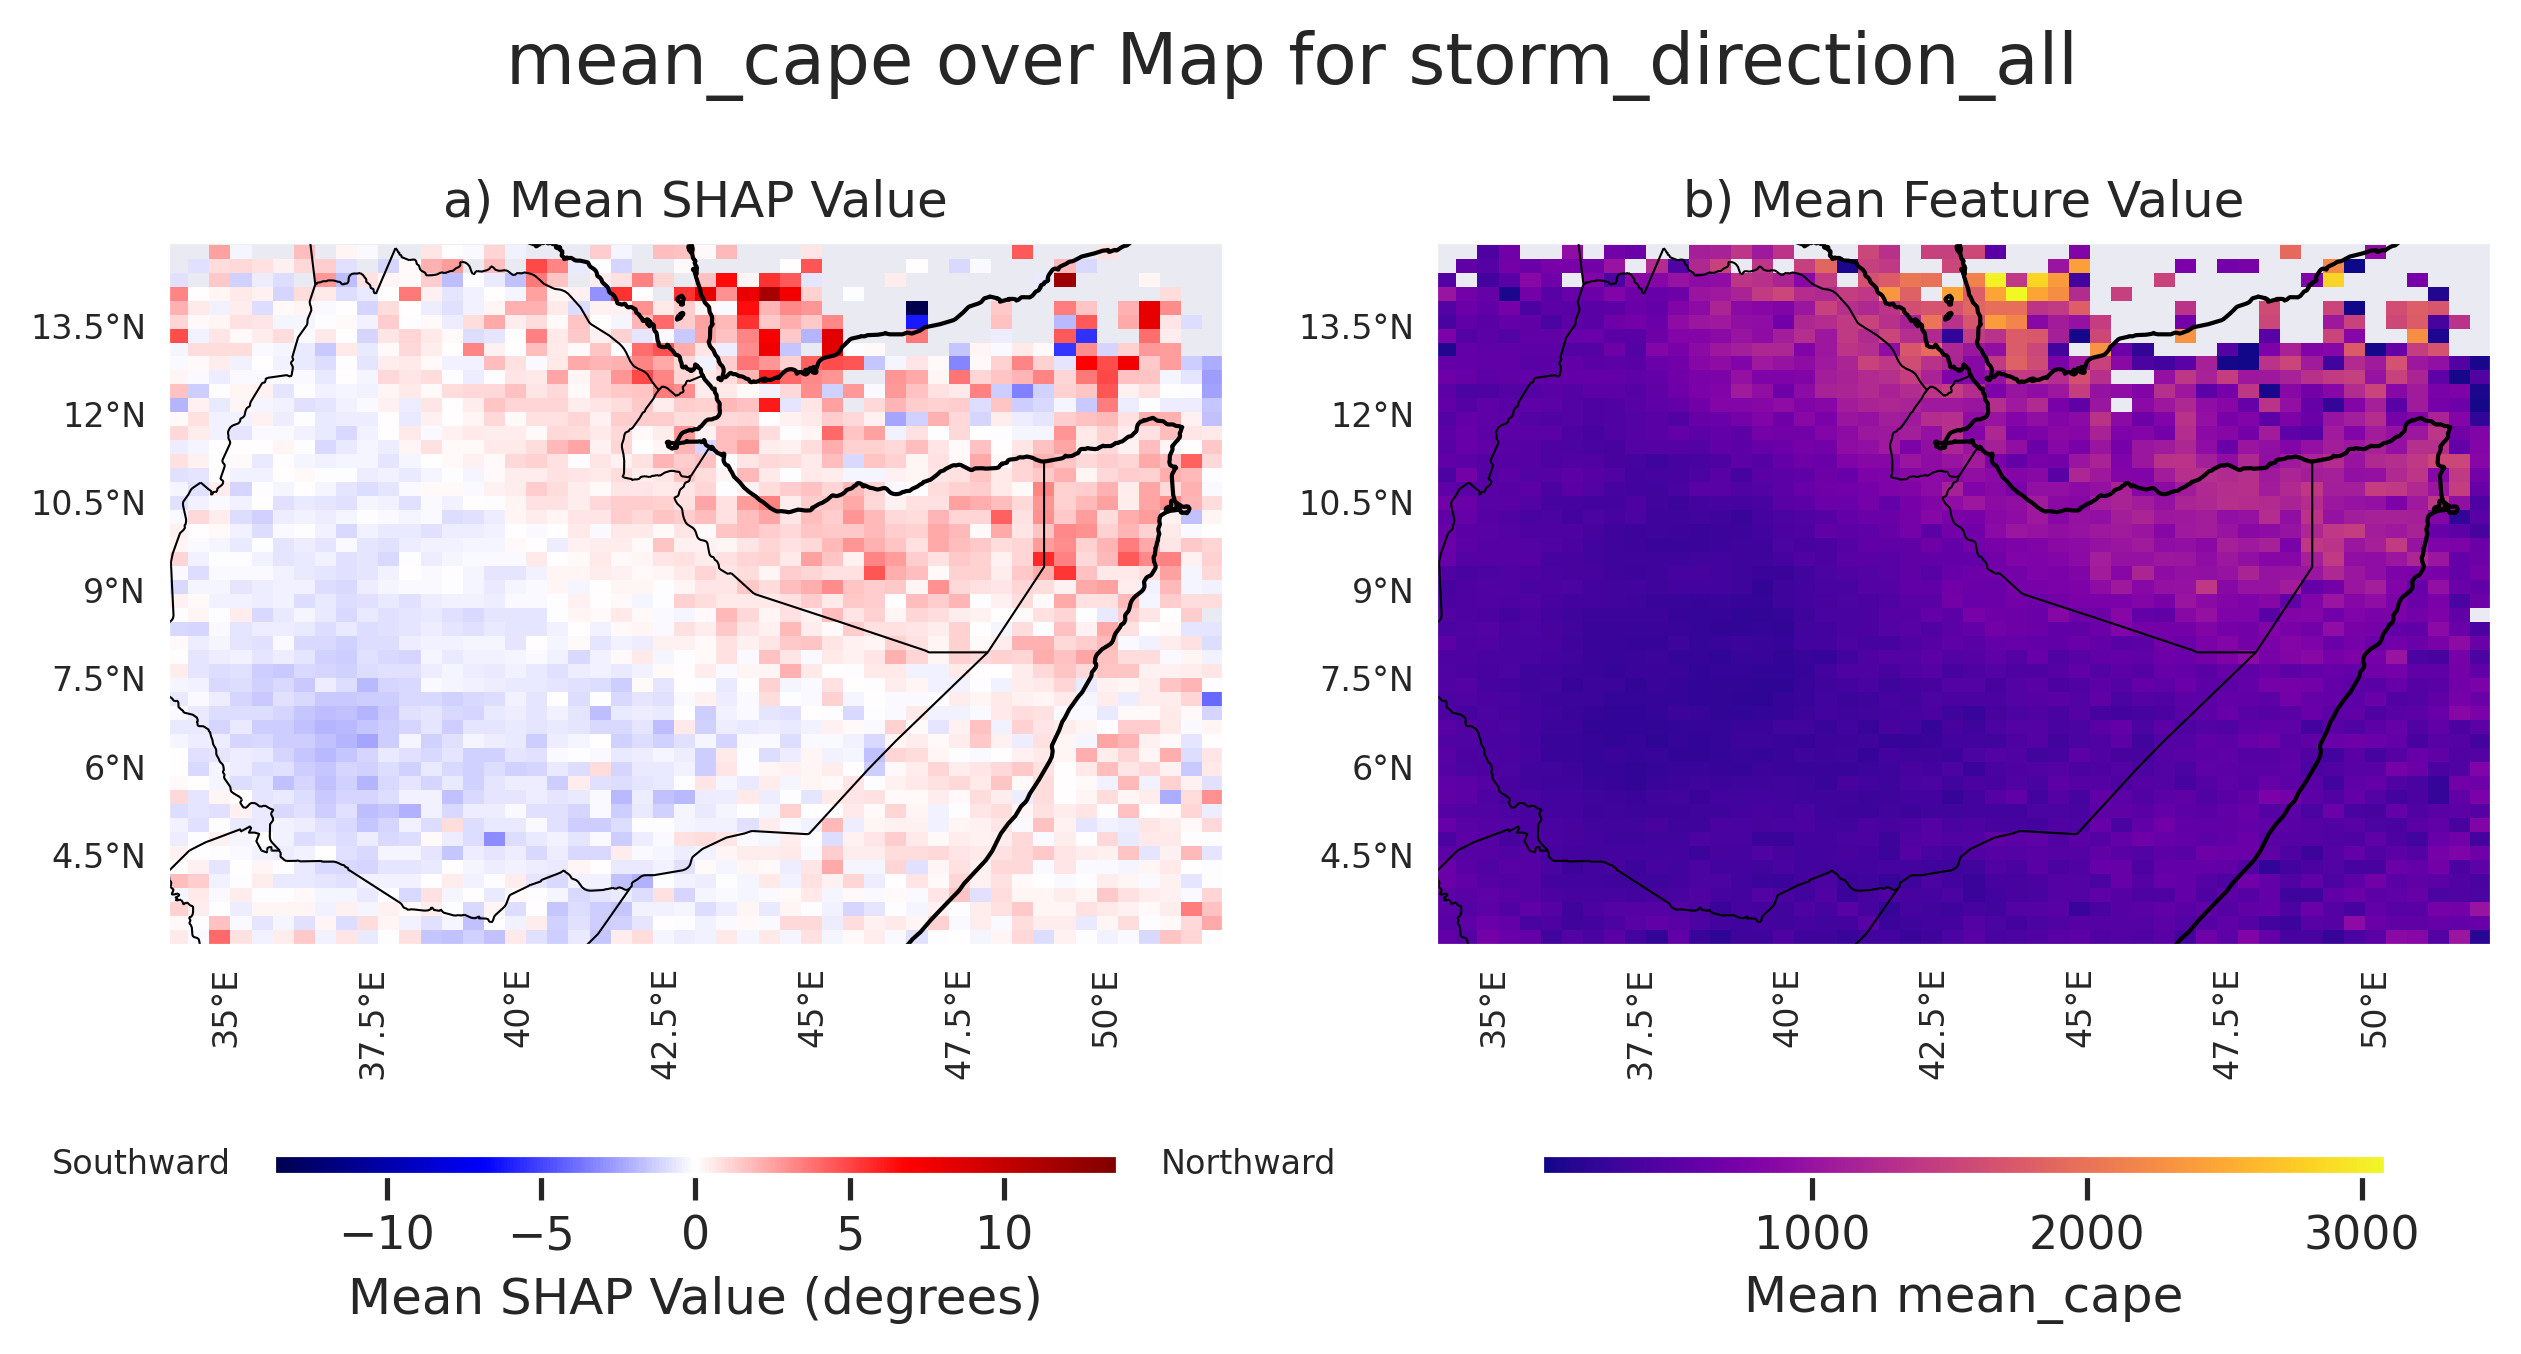 mean_cape over Map for storm_direction_all
a) Mean SHAP Value
b) Mean Feature Value
13.5°N
12°N
10.5°N
9°N
7.5°N
6°N
4.5°N
35°E
37.5°E
40°E
42.5°E
45°E
47.5°E
50°E
13.5°N
12°N
10.5°N
9°N
7.5°N
6°N
4.5°N
35°E
37.5°E
40°E
42.5°E
45°E
47.5°E
50°E
Southward
Northward
−10 −5 0 5 10
Mean SHAP Value (degrees)
1000 2000 3000
Mean mean_cape